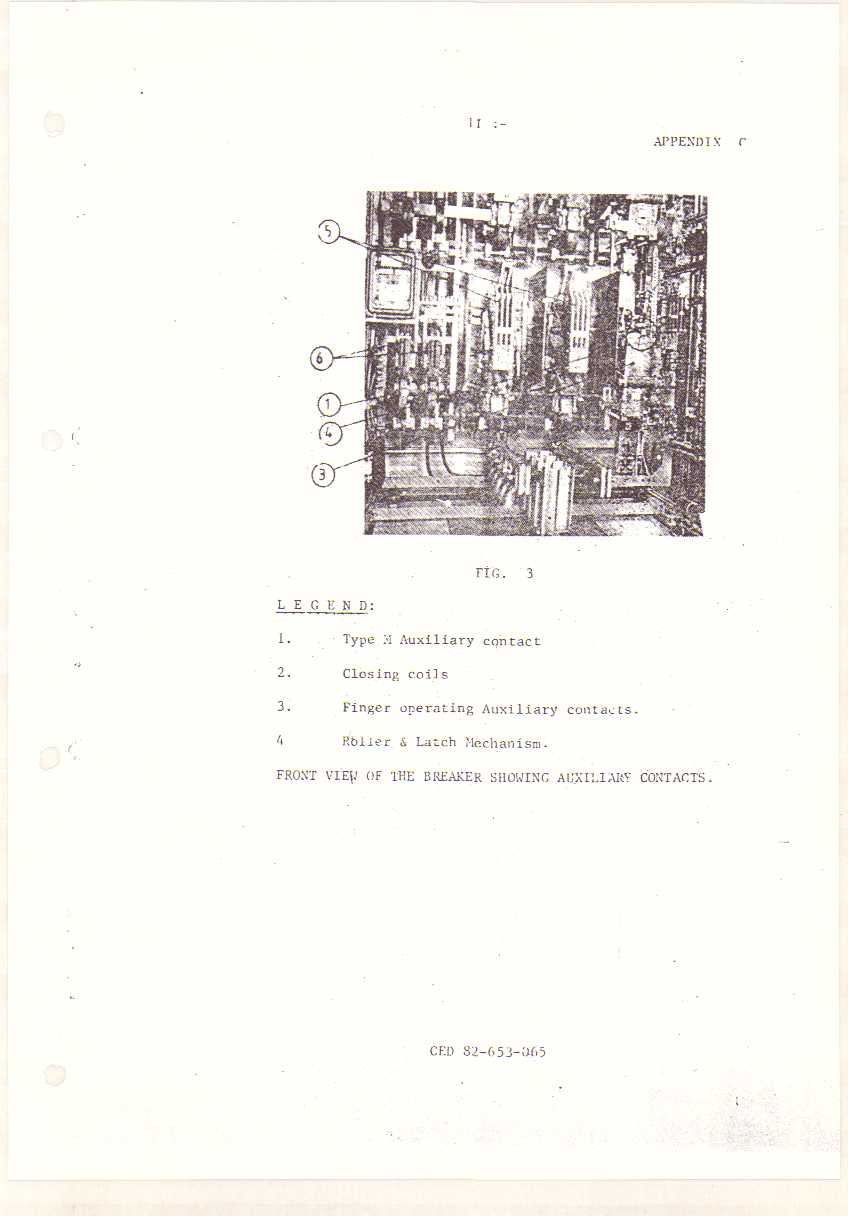 11 :-
APPENDIX C
5
6
1
4
3
FIG. 3
L E G E N D:
1. Type M Auxiliary contact
2. Closing coils
3. Finger operating Auxiliary contacts.
4 Roller & Latch Mechanism.
FRONT VIEW OF THE BREAKER SHOWING AUXILIARY CONTACTS.
CED 82-653-065